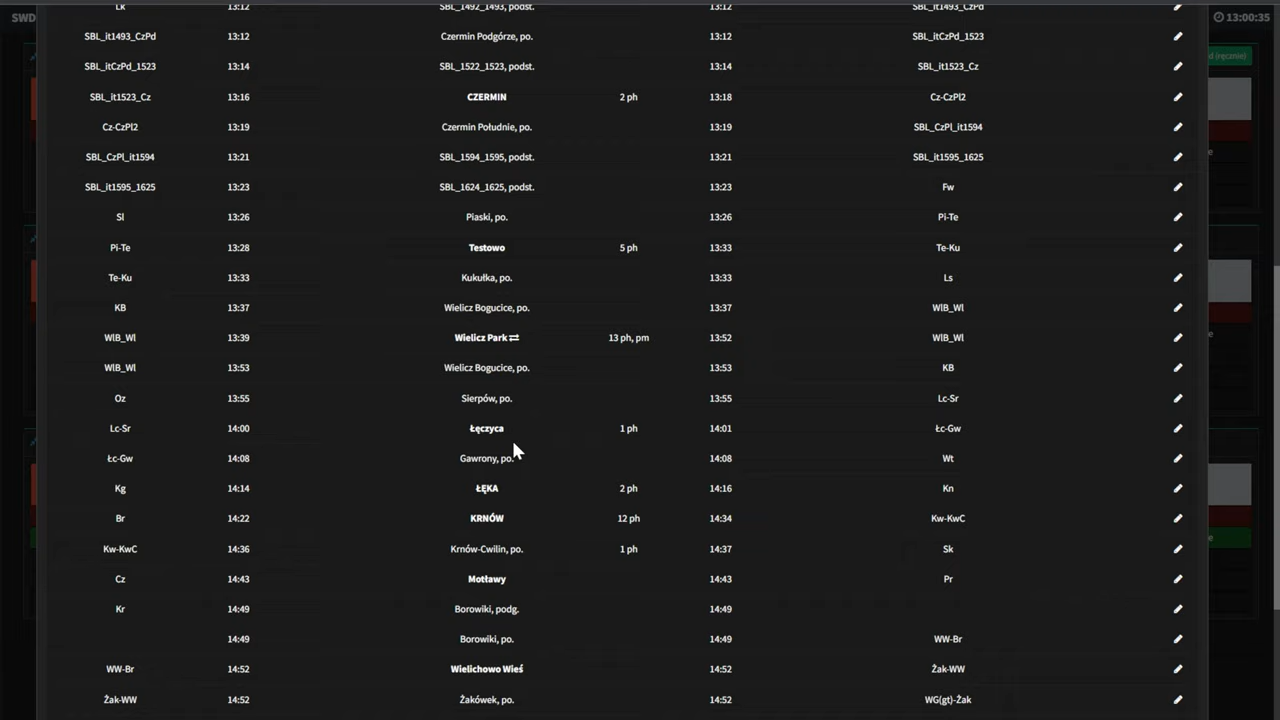 SWD
13:00:35
d (ręcznie)
Lk 13:12 SBL_1492_1493, podst. 13:12 SBL_it1493_CzPd
SBL_it1493_CzPd 13:12 Czermin Podgórze, po. 13:12 SBL_itCzPd_1523
SBL_itCzPd_1523 13:14 SBL_1522_1523, podst. 13:14 SBL_it1523_Cz
SBL_it1523_Cz 13:16 CZERMIN 2 ph 13:18 Cz-CzPl2
Cz-CzPl2 13:19 Czermin Południe, po. 13:19 SBL_CzPl_it1594
SBL_CzPl_it1594 13:21 SBL_1594_1595, podst. 13:21 SBL_it1595_1625
SBL_it1595_1625 13:23 SBL_1624_1625, podst. 13:23 Fw
Sl 13:26 Piaski, po. 13:26 Pi-Te
Pi-Te 13:28 Testowo 5 ph 13:33 Te-Ku
Te-Ku 13:33 Kukułka, po. 13:33 Ls
KB 13:37 Wielicz Bogucice, po. 13:37 WlB_Wl
WlB_Wl 13:39 Wielicz Park ⇄ 13 ph, pm 13:52 WlB_Wl
WlB_Wl 13:53 Wielicz Bogucice, po. 13:53 KB
Oz 13:55 Sierpów, po. 13:55 Lc-Sr
Lc-Sr 14:00 Łęczyca 1 ph 14:01 Łc-Gw
Łc-Gw 14:08 Gawrony, po. 14:08 Wt
Kg 14:14 ŁĘKA 2 ph 14:16 Kn
Br 14:22 KRNÓW 12 ph 14:34 Kw-KwC
Kw-KwC 14:36 Krnów-Cwilin, po. 1 ph 14:37 Sk
Cz 14:43 Motławy 14:43 Pr
Kr 14:49 Borowiki, podg. 14:49
14:49 Borowiki, po. 14:49 WW-Br
WW-Br 14:52 Wielichowo Wieś 14:52 Żak-WW
Żak-WW 14:52 Żakówek, po. 14:52 WG(gt)-Żak